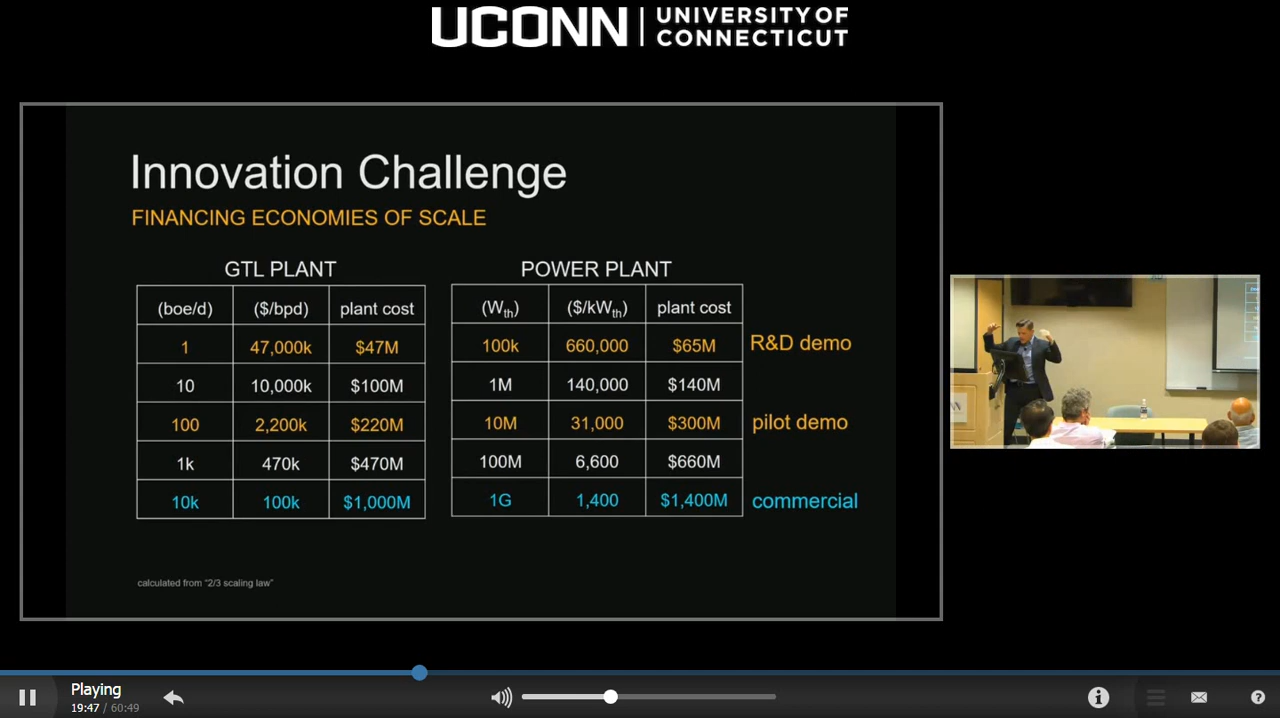 UCONN UNIVERSITY OF
CONNECTICUT
Innovation Challenge
FINANCING ECONOMIES OF SCALE
GTL PLANT
(boe/d) ($/bpd) plant cost
1 47,000k $47M
10 10,000k $100M
100 2,200k $220M
1k 470k $470M
10k 100k $1,000M
POWER PLANT
(Wth) ($/kWth) plant cost
100k 660,000 $65M R&D demo
1M 140,000 $140M
10M 31,000 $300M pilot demo
100M 6,600 $660M
1G 1,400 $1,400M commercial
calculated from "2/3 scaling law"
Playing
19:47 / 60:49